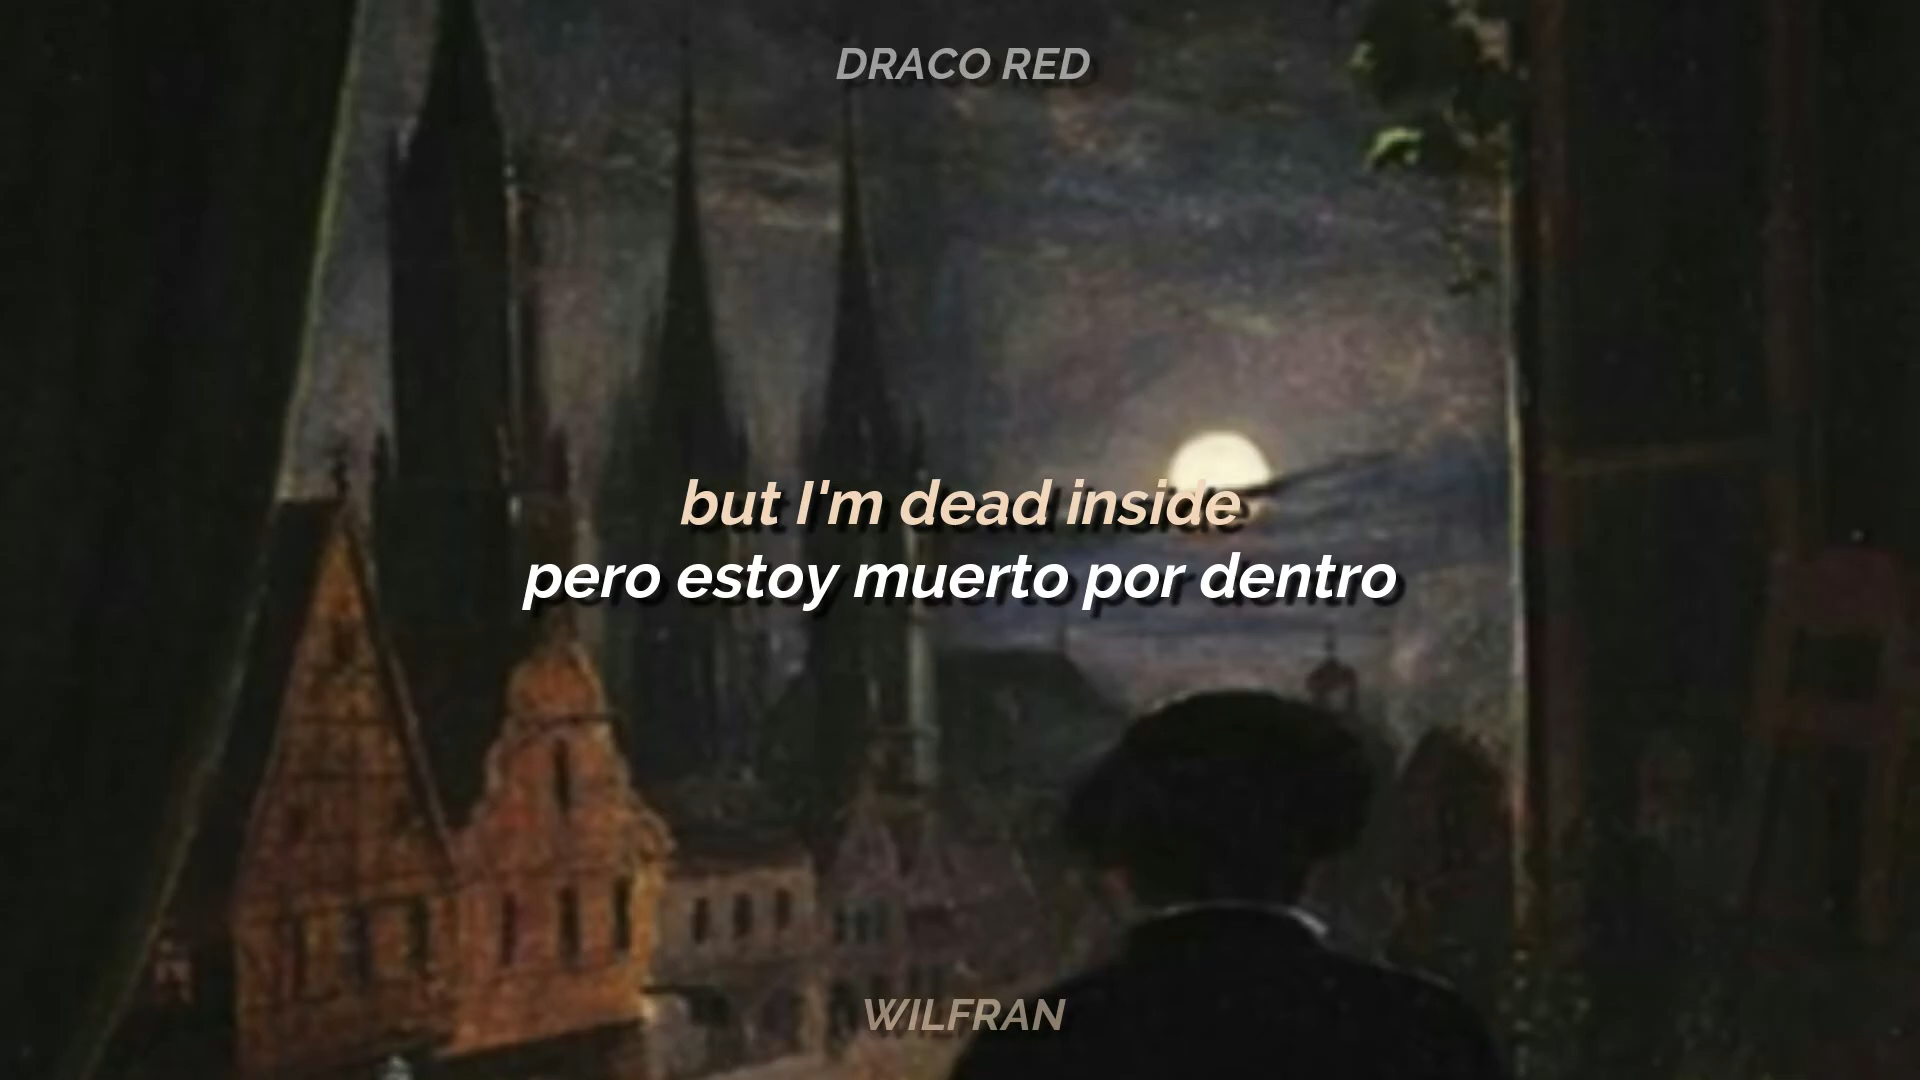 DRACO RED
but I'm dead inside
pero estoy muerto por dentro
WILFRAN